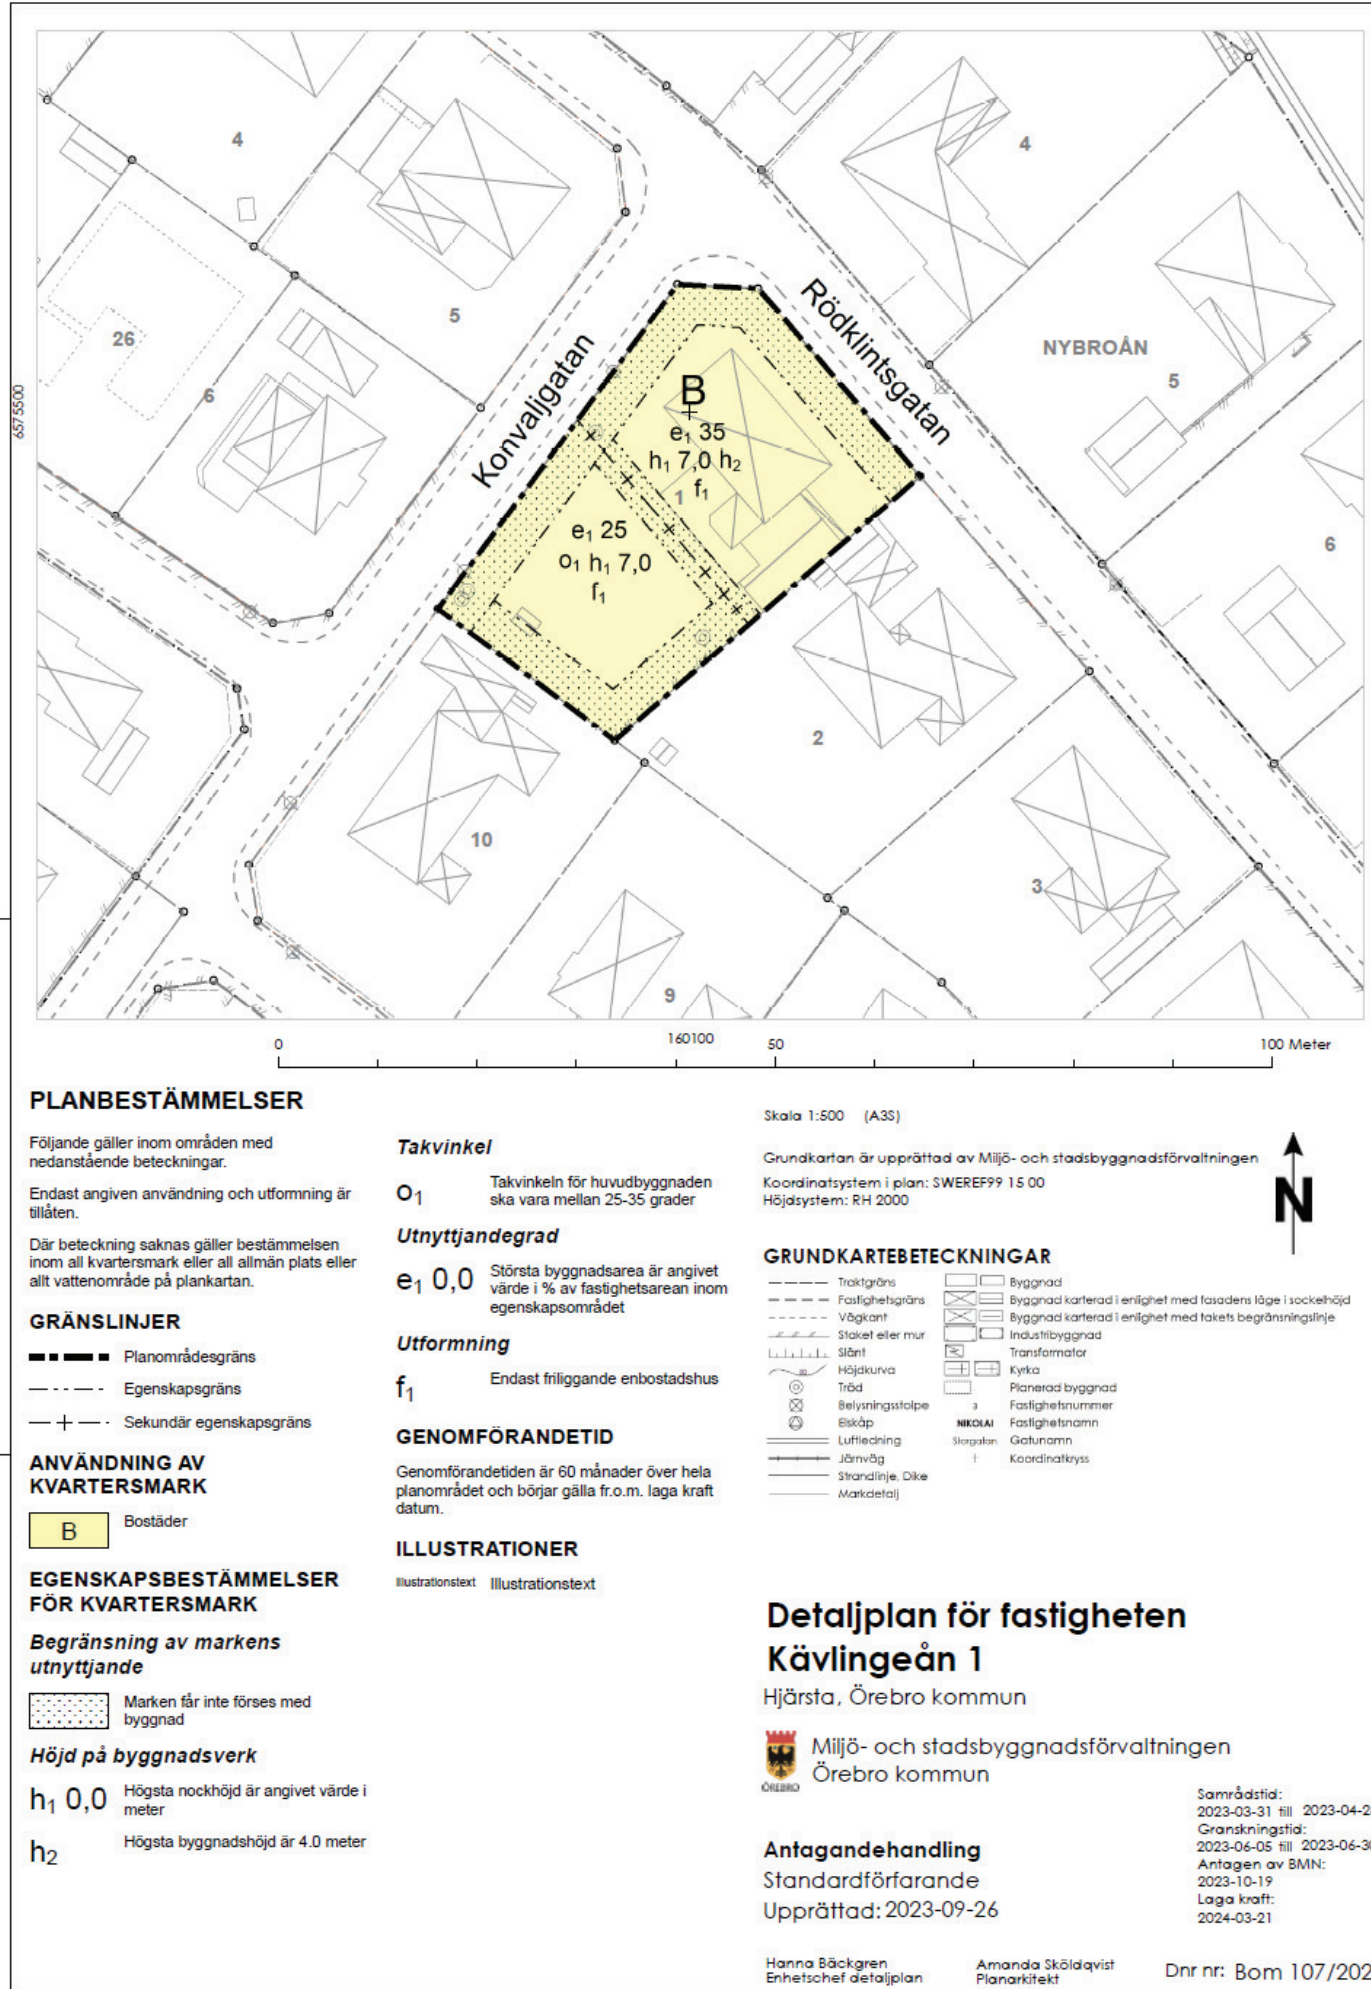 4
4
5
26
6
6575500
Konvaljgatan
Rödklintsgatan
NYBROÅN
5
B
e1 35
h1 7,0 h2
f1
1
e1 25
o1 h1 7,0
f1
6
2
10
3
9
0
160100
50
100 Meter
PLANBESTÄMMELSER
Följande gäller inom områden med
nedanstående beteckningar.
Endast angiven användning och utformning är
tillåten.
Där beteckning saknas gäller bestämmelsen
inom all kvartersmark eller all allmän plats eller
allt vattenområde på plankartan.
GRÄNSLINJER
Planområdesgräns
Egenskapsgräns
Sekundär egenskapsgräns
ANVÄNDNING AV
KVARTERSMARK
B Bostäder
EGENSKAPSBESTÄMMELSER
FÖR KVARTERSMARK
Begränsning av markens
utnyttjande
Marken får inte förses med
byggnad
Höjd på byggnadsverk
h1 0,0 Högsta nockhöjd är angivet värde i
meter
h2 Högsta byggnadshöjd är 4.0 meter
Takvinkel
o1 Takvinkeln för huvudbyggnaden
ska vara mellan 25-35 grader
Utnyttjandegrad
e1 0,0 Största byggnadsarea är angivet
värde i % av fastighetsarean inom
egenskapsområdet
Utformning
f1 Endast friliggande enbostadshus
GENOMFÖRANDETID
Genomförandetiden är 60 månader över hela
planområdet och börjar gälla fr.o.m. laga kraft
datum.
ILLUSTRATIONER
Illustrationstext Illustrationstext
Skala 1:500 (A3S)
Grundkartan är upprättad av Miljö- och stadsbyggnadsförvaltningen
Koordinatsystem i plan: SWEREF99 15 00
Höjdsystem: RH 2000
N
GRUNDKARTEBETECKNINGAR
Traktgräns
Fastighetsgräns
Vägkant
Staket eller mur
Slänt
Höjdkurva
Träd
Belysningsstolpe
Elskåp
Luftledning
Järnväg
Strandlinje, Dike
Markdetalj
Byggnad
Byggnad karterad i enlighet med fasadens läge i sockelhöjd
Byggnad karterad i enlighet med takets begränsningslinje
Industribyggnad
Transformator
Kyrka
Planerad byggnad
3 Fastighetsnummer
NIKOLAI Fastighetsnamn
Storgatan Gatunamn
Koordinatkryss
Detaljplan för fastigheten
Kävlingeån 1
Hjärsta, Örebro kommun
ÖREBRO
Miljö- och stadsbyggnadsförvaltningen
Örebro kommun
Antagandehandling
Standardförfarande
Upprättad: 2023-09-26
Samrådstid:
2023-03-31 till 2023-04-2
Granskningstid:
2023-06-05 till 2023-06-30
Antagen av BMN:
2023-10-19
Laga kraft:
2024-03-21
Hanna Bäckgren
Enhetschef detaljplan
Amanda Sköldqvist
Planarkitekt
Dnr nr: Bom 107/202